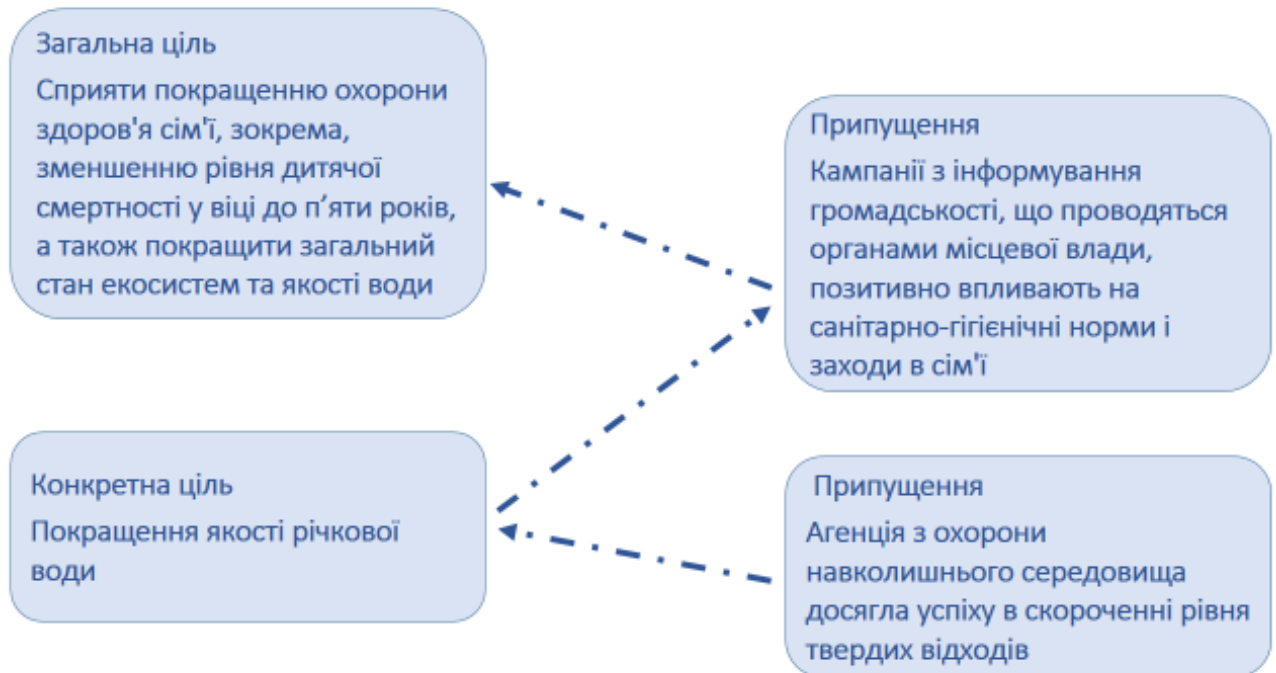 Загальна ціль
Сприяти покращенню охорони
здоров'я сім'ї, зокрема,
зменшенню рівня дитячої
смертності у віці до п’яти років,
а також покращити загальний
стан екосистем та якості води
Припущення
Кампанії з інформування
громадськості, що проводяться
органами місцевої влади,
позитивно впливають на
санітарно-гігієнічні норми і
заходи в сім'ї
Конкретна ціль
Покращення якості річкової
води
Припущення
Агенція з охорони
навколишнього середовища
досягла успіху в скороченні рівня
твердих відходів